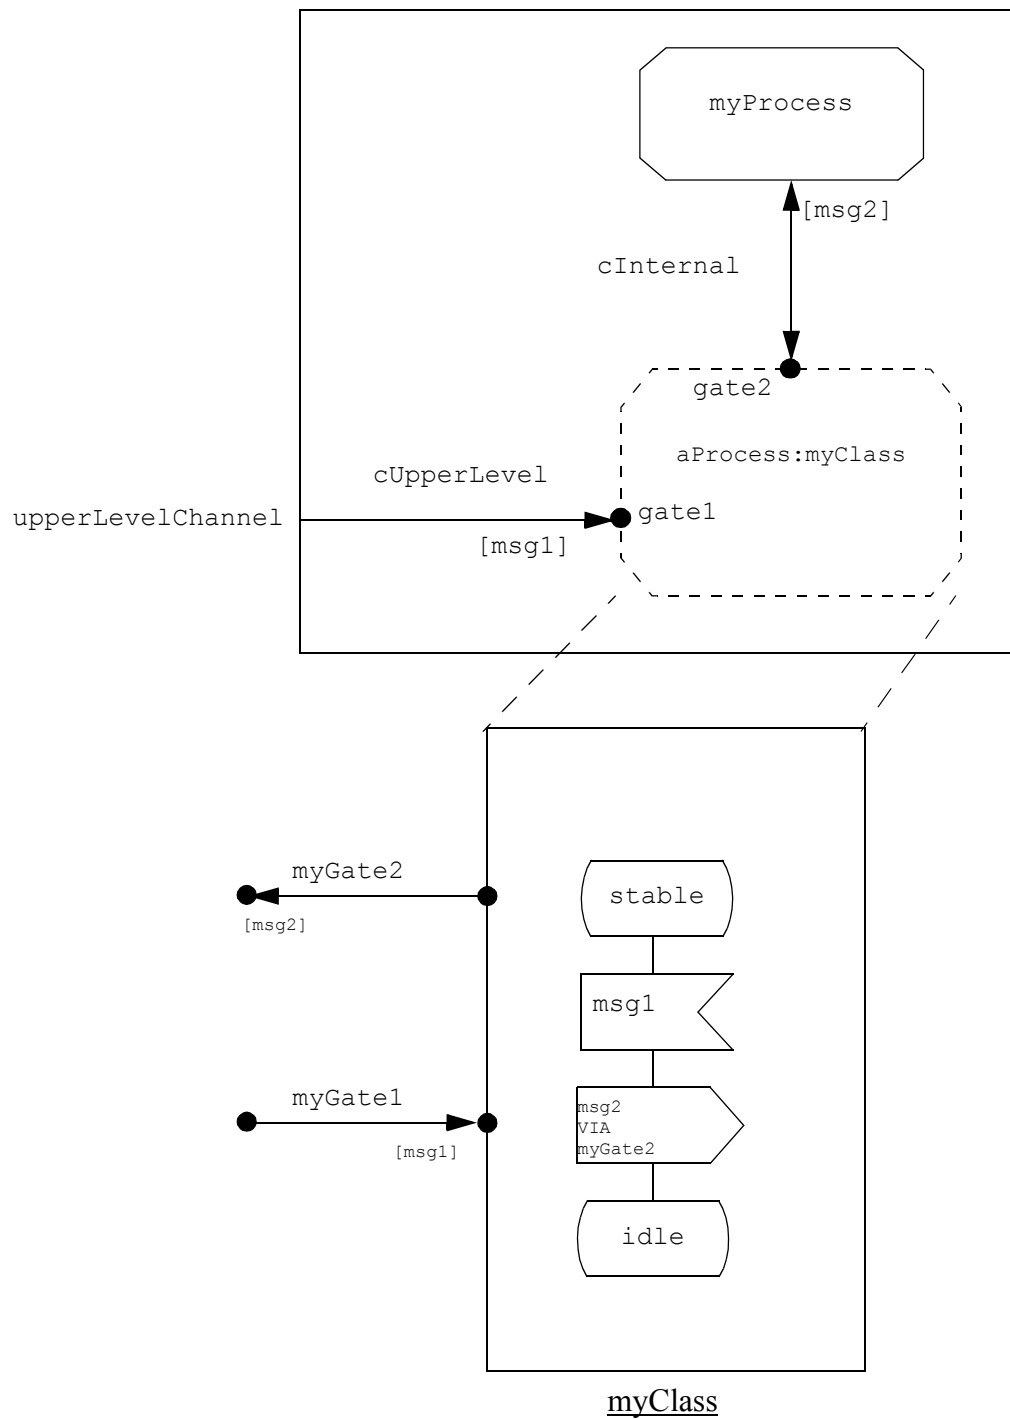 myProcess
[msg2]
cInternal
gate2
aProcess:myClass
cUpperLevel
upperLevelChannel
gate1
[msg1]
myGate2
[msg2]
stable
msg1
myGate1
[msg1]
msg2
VIA
myGate2
idle
myClass